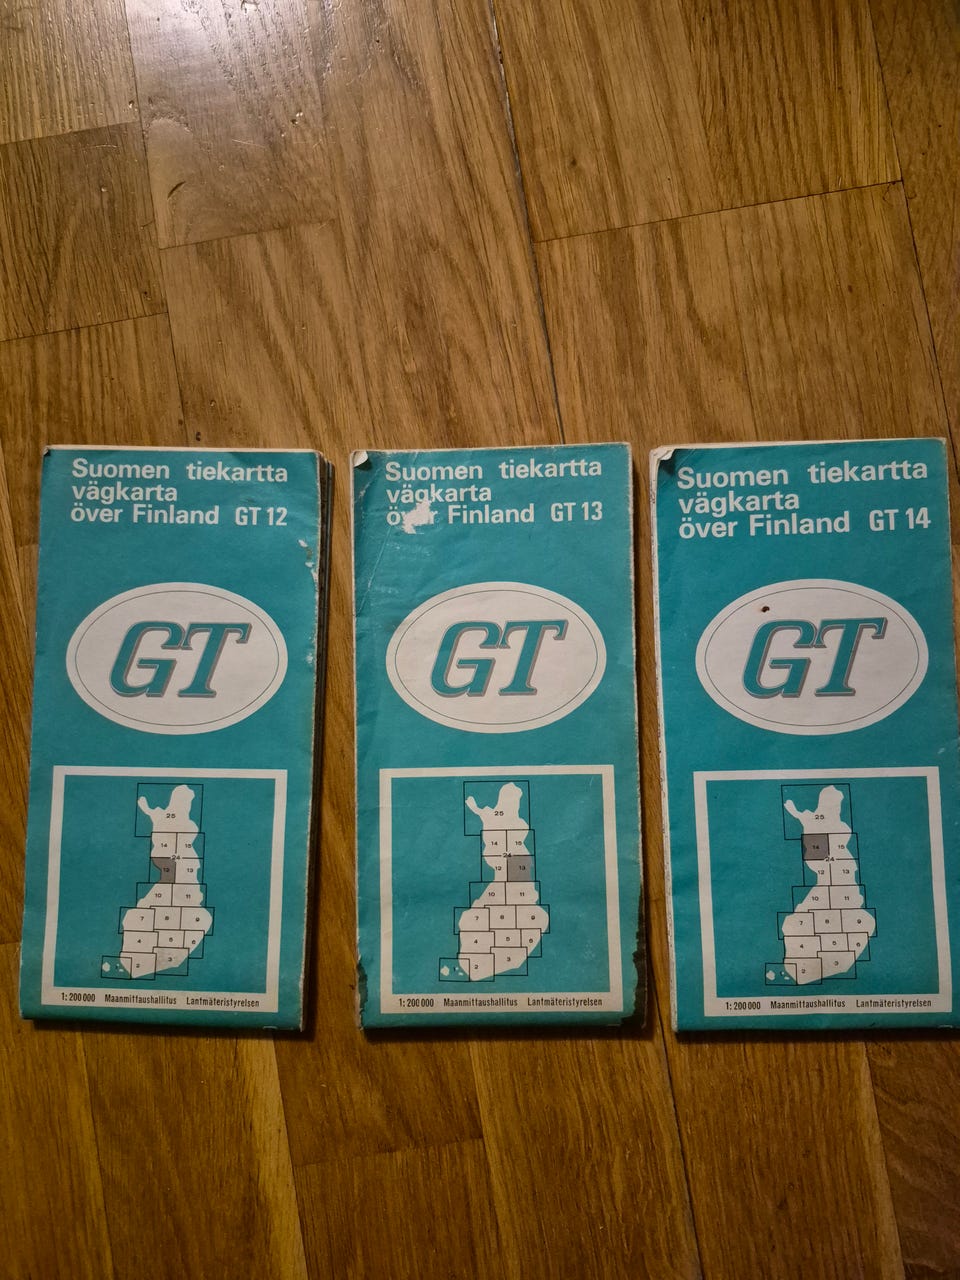 Suomen tiekartta
vägkarta
över Finland GT 12
GT
25
14 15
24
12 13
10 11
7 8 9
4 5 6
1 2 3
1:200 000 Maanmittaushallitus Lantmäteristyrelsen
Suomen tiekartta
vägkarta
över Finland GT 13
GT
25
14 15
24
12 13
10 11
7 8 9
4 5 6
1 2 3
1:200 000 Maanmittaushallitus Lantmäteristyrelsen
Suomen tiekartta
vägkarta
över Finland GT 14
GT
25
14 15
24
12 13
10 11
7 8 9
4 5 6
1 2 3
1:200 000 Maanmittaushallitus Lantmäteristyrelsen